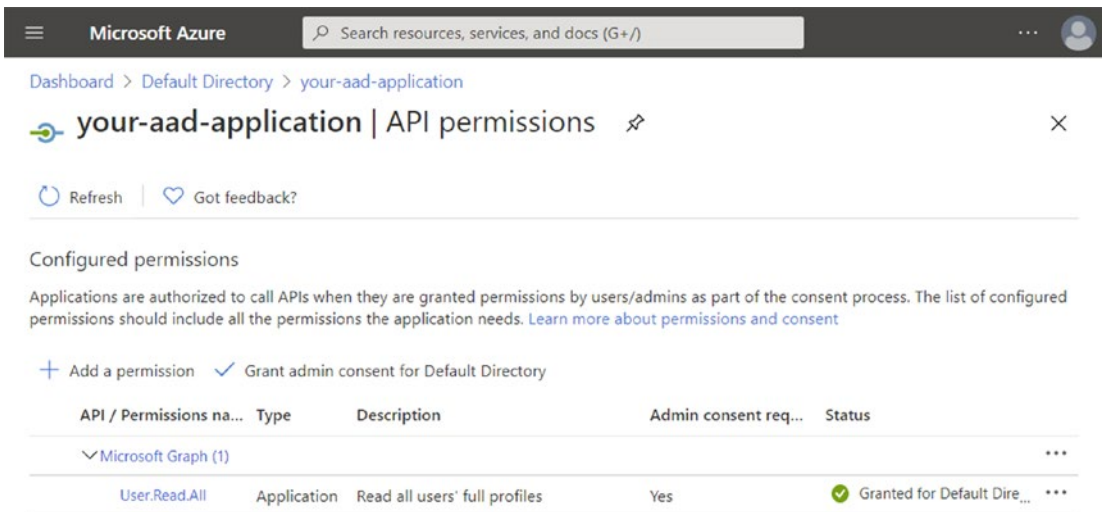 Microsoft Azure
Search resources, services, and docs (G+/)
...
Dashboard > Default Directory > your-aad-application
your-aad-application | API permissions
Refresh
Got feedback?
Configured permissions
Applications are authorized to call APIs when they are granted permissions by users/admins as part of the consent process. The list of configured
permissions should include all the permissions the application needs. Learn more about permissions and consent
Add a permission
Grant admin consent for Default Directory
API / Permissions na... Type Description Admin consent req... Status
Microsoft Graph (1)
User.Read.All Application Read all users' full profiles Yes Granted for Default Dire...